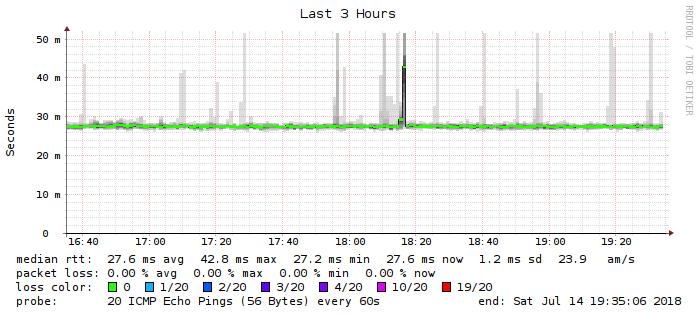 Last 3 Hours
RRDTOOL / TOBI OETIKER
Seconds
50 m
40 m
30 m
20 m
10 m
0
16:40 17:00 17:20 17:40 18:00 18:20 18:40 19:00 19:20
median rtt: 27.6 ms avg 42.8 ms max 27.2 ms min 27.6 ms now 1.2 ms sd 23.9 am/s
packet loss: 0.00 % avg 0.00 % max 0.00 % min 0.00 % now
loss color: 0 1/20 2/20 3/20 4/20 10/20 19/20
probe: 20 ICMP Echo Pings (56 Bytes) every 60s end: Sat Jul 14 19:35:06 2018